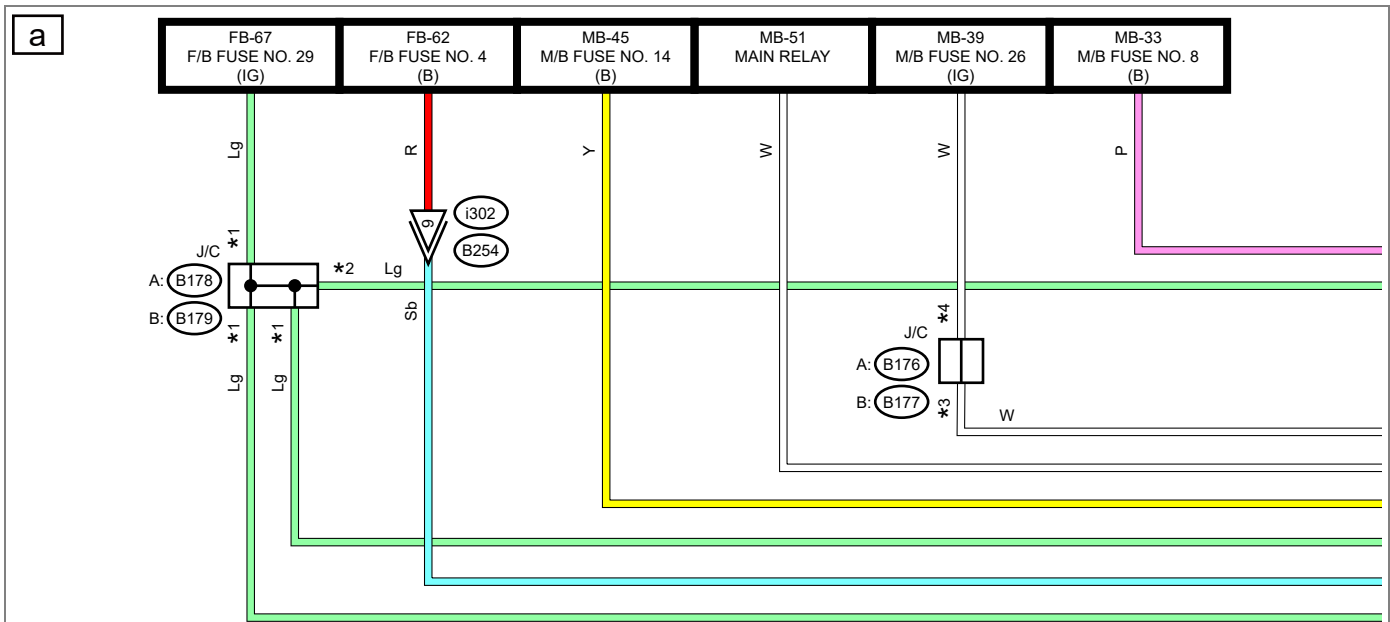 a
FB-67
F/B FUSE NO. 29
(IG)
FB-62
F/B FUSE NO. 4
(B)
MB-45
M/B FUSE NO. 14
(B)
MB-51
MAIN RELAY
MB-39
M/B FUSE NO. 26
(IG)
MB-33
M/B FUSE NO. 8
(B)
Lg
R
Y
W
W
P
9
i302
B254
*1
J/C
A: B178
B: B179
*2
Lg
*1
*1
Lg
Lg
Sb
*4
J/C
A: B176
B: B177
*3
W